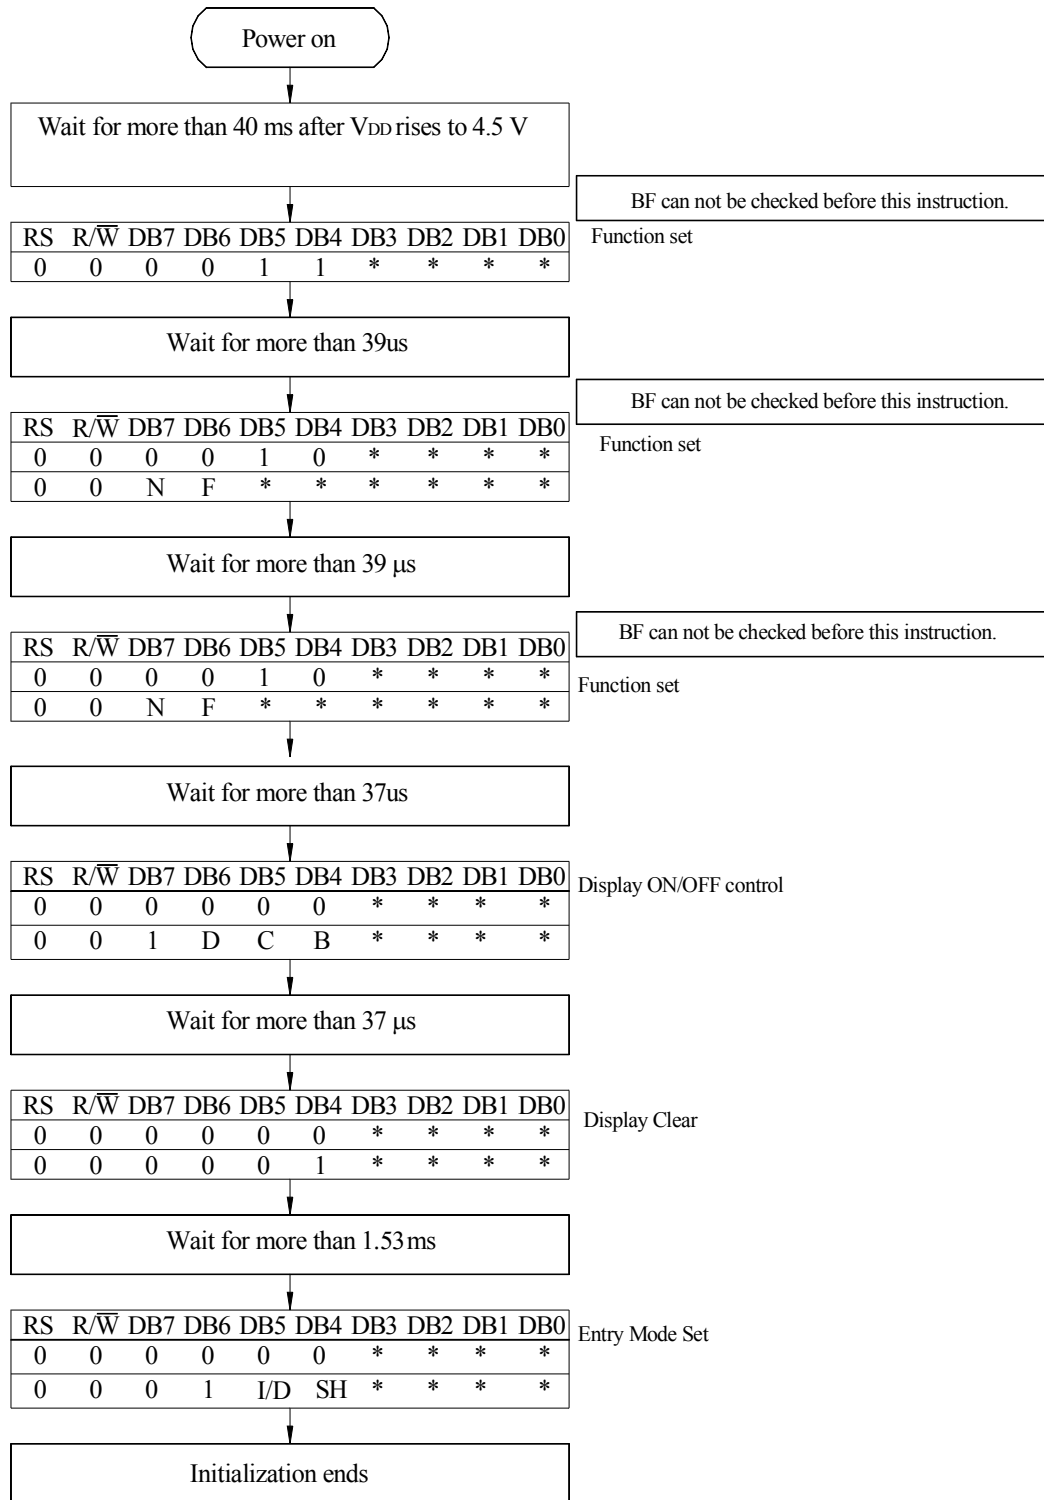 Power on
Wait for more than 40 ms after VDD rises to 4.5 V
BF can not be checked before this instruction.
RS R/W̅ DB7 DB6 DB5 DB4 DB3 DB2 DB1 DB0
Function set
0 0 0 0 1 1 * * * *
Wait for more than 39us
BF can not be checked before this instruction.
RS R/W̅ DB7 DB6 DB5 DB4 DB3 DB2 DB1 DB0
Function set
0 0 0 0 1 0 * * * *
0 0 N F * * * * * *
Wait for more than 39 μs
BF can not be checked before this instruction.
RS R/W̅ DB7 DB6 DB5 DB4 DB3 DB2 DB1 DB0
0 0 0 0 1 0 * * * *
Function set
0 0 N F * * * * * *
Wait for more than 37us
RS R/W̅ DB7 DB6 DB5 DB4 DB3 DB2 DB1 DB0
Display ON/OFF control
0 0 0 0 0 0 * * * *
0 0 1 D C B * * * *
Wait for more than 37 μs
RS R/W̅ DB7 DB6 DB5 DB4 DB3 DB2 DB1 DB0
Display Clear
0 0 0 0 0 0 * * * *
0 0 0 0 0 1 * * * *
Wait for more than 1.53ms
RS R/W̅ DB7 DB6 DB5 DB4 DB3 DB2 DB1 DB0
Entry Mode Set
0 0 0 0 0 0 * * * *
0 0 0 1 I/D SH * * * *
Initialization ends